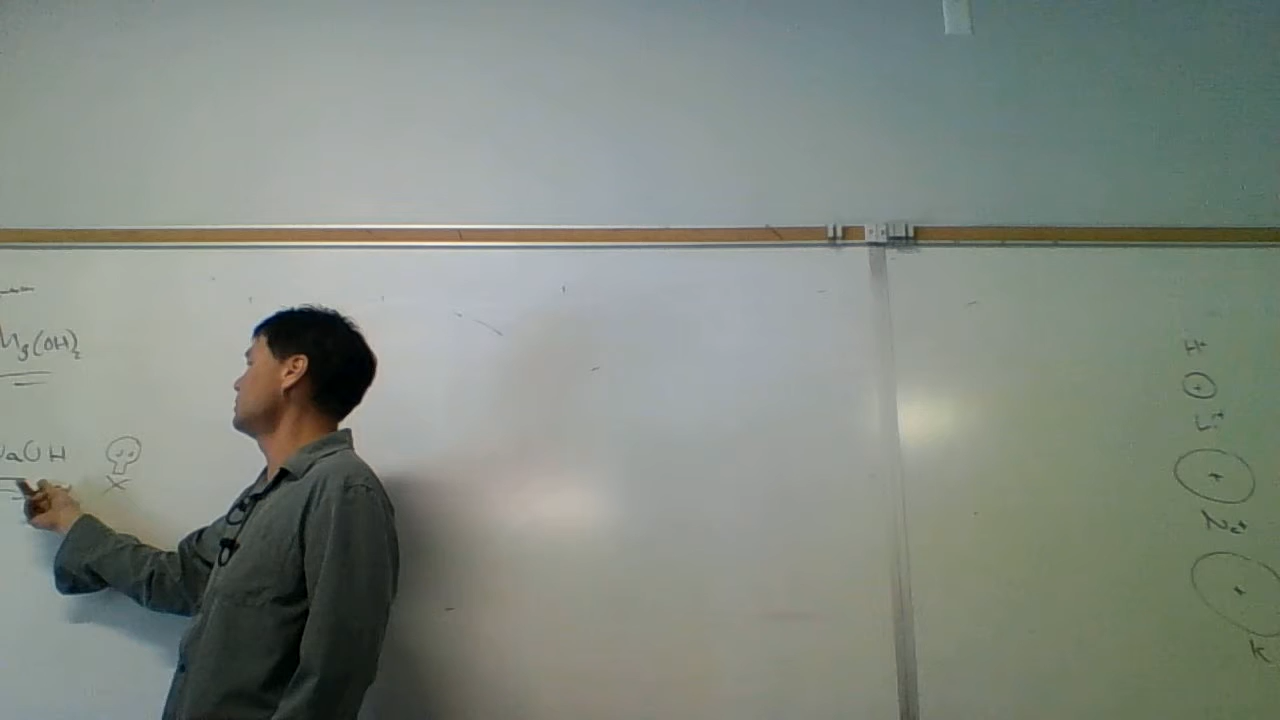 Mg(OH)₂
NaOH
H⁺
+
Li⁺
+
Na⁺
+
K